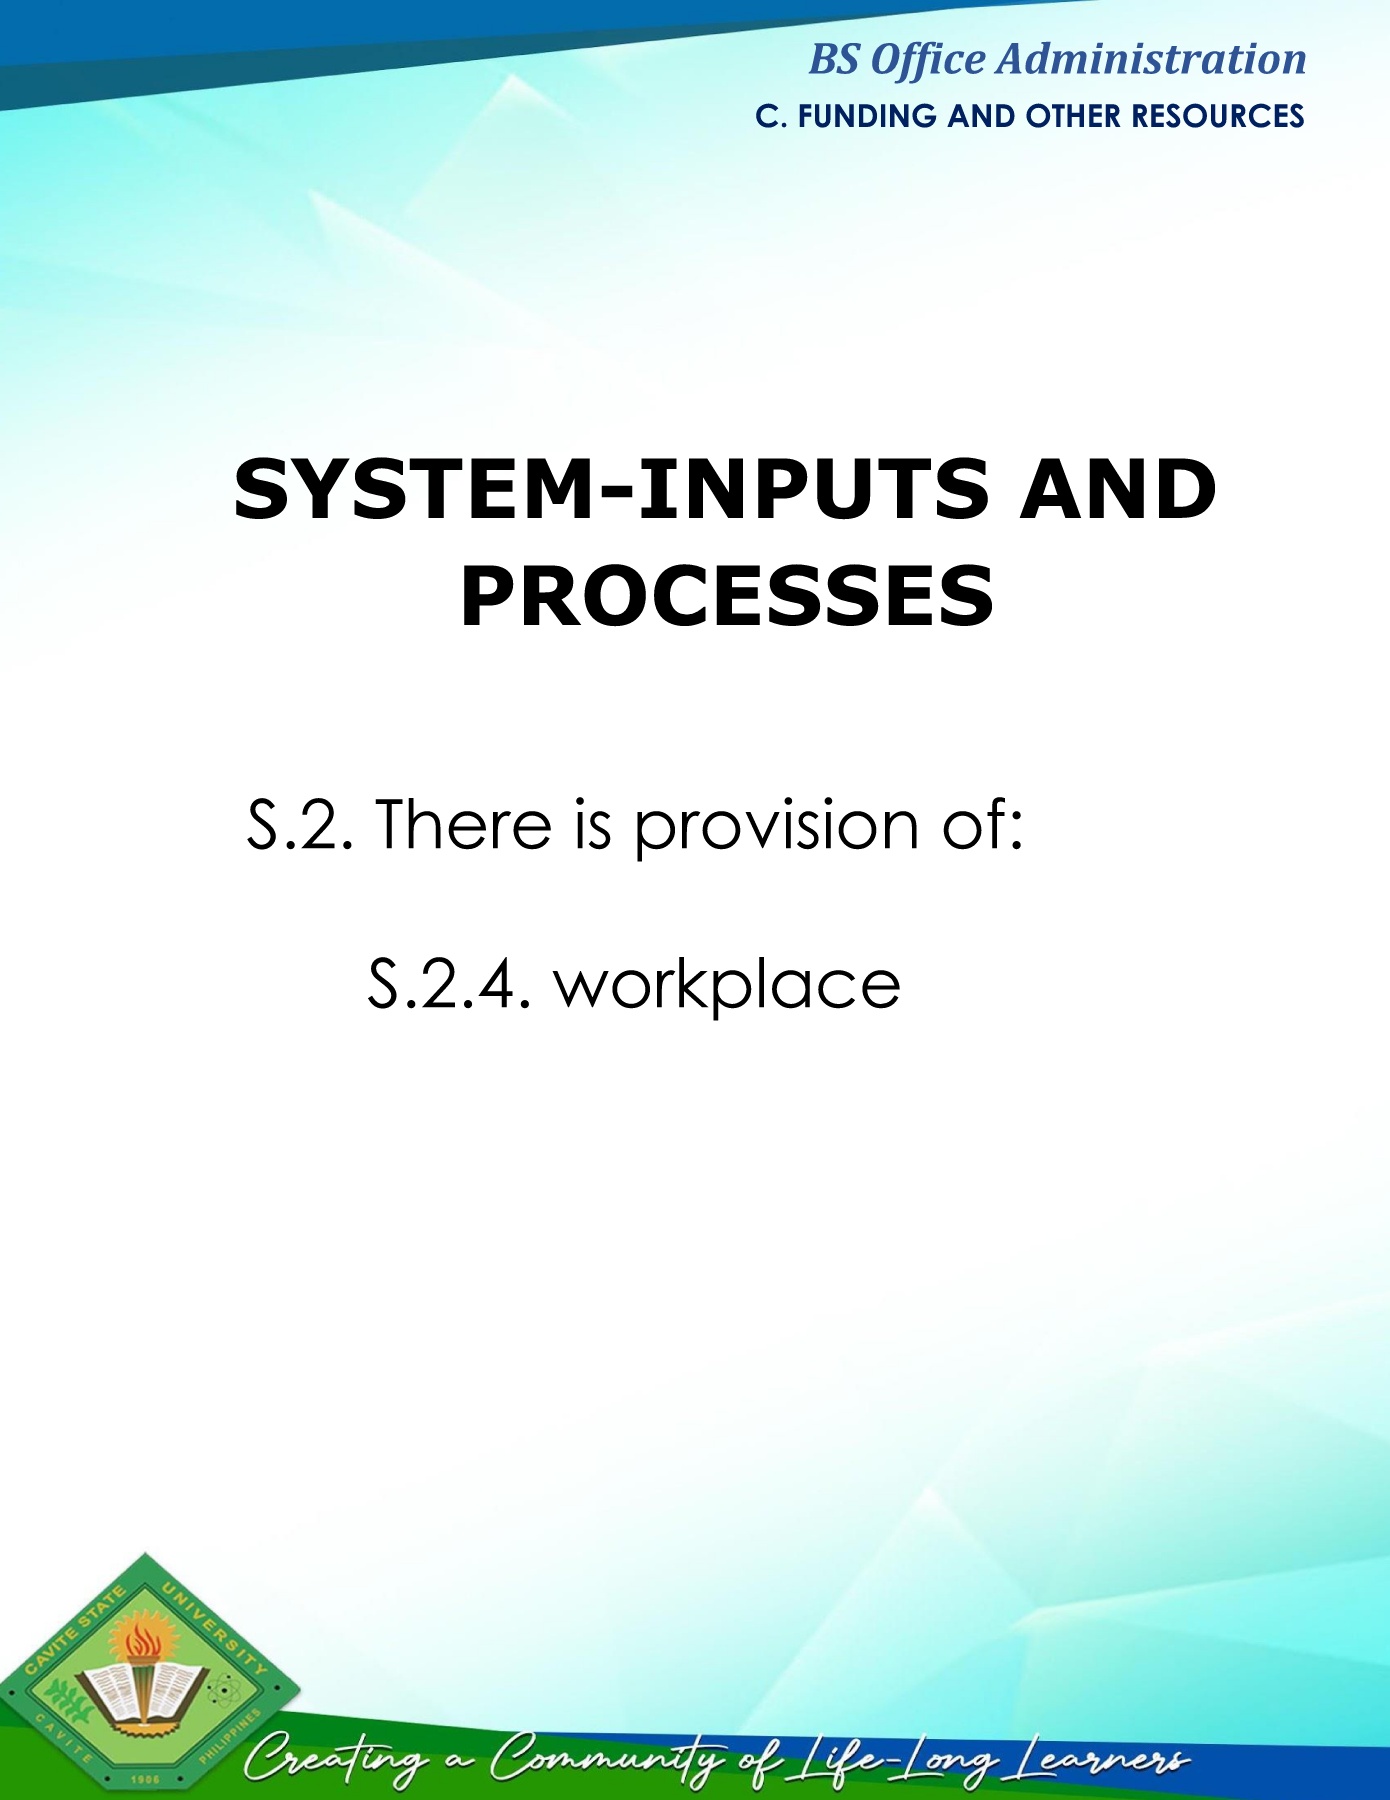 BS Office Administration
C. FUNDING AND OTHER RESOURCES
SYSTEM-INPUTS AND
PROCESSES
S.2. There is provision of:
S.2.4. workplace
CAVITE STATE UNIVERSITY
CAVITE
PHILIPPINES
1906
Creating a Community of Life-Long Learners